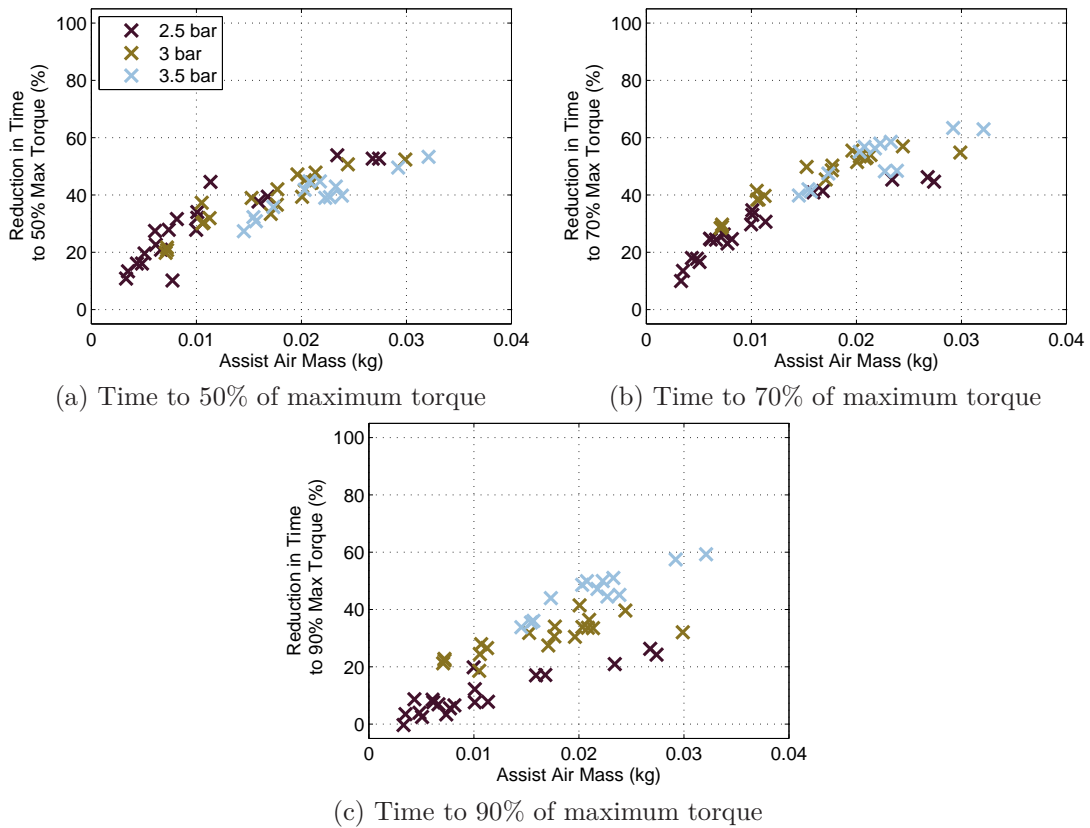 100
80
60
40
20
0
Reduction in Time
to 50% Max Torque (%)
2.5 bar
3 bar
3.5 bar
0 0.01 0.02 0.03 0.04
Assist Air Mass (kg)
(a) Time to 50% of maximum torque
100
80
60
40
20
0
Reduction in Time
to 70% Max Torque (%)
0 0.01 0.02 0.03 0.04
Assist Air Mass (kg)
(b) Time to 70% of maximum torque
100
80
60
40
20
0
Reduction in Time
to 90% Max Torque (%)
0 0.01 0.02 0.03 0.04
Assist Air Mass (kg)
(c) Time to 90% of maximum torque